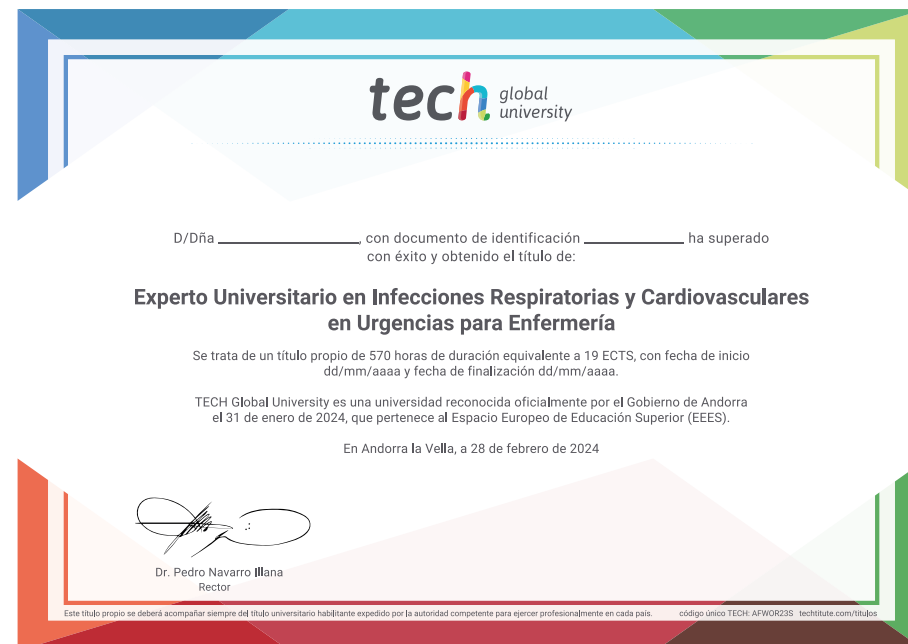 tech global university
D/Dña ____________________, con documento de identificación ______________ ha superado
con éxito y obtenido el título de:
Experto Universitario en Infecciones Respiratorias y Cardiovasculares
en Urgencias para Enfermería
Se trata de un título propio de 570 horas de duración equivalente a 19 ECTS, con fecha de inicio
dd/mm/aaaa y fecha de finalización dd/mm/aaaa.
TECH Global University es una universidad reconocida oficialmente por el Gobierno de Andorra
el 31 de enero de 2024, que pertenece al Espacio Europeo de Educación Superior (EEES).
En Andorra la Vella, a 28 de febrero de 2024
Dr. Pedro Navarro Illana
Rector
Este título propio se deberá acompañar siempre del título universitario habilitante expedido por la autoridad competente para ejercer profesionalmente en cada país. código único TECH: AFWOR23S techtitute.com/titulos